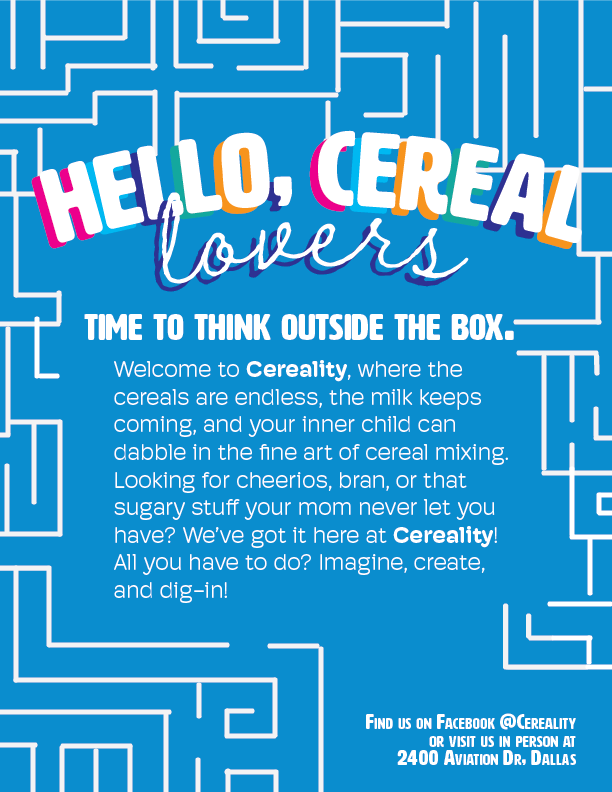 HELLO, CEREAL
lovers
TIME TO THINK OUTSIDE THE BOX.
Welcome to Cereality, where the
cereals are endless, the milk keeps
coming, and your inner child can
dabble in the fine art of cereal mixing.
Looking for cheerios, bran, or that
sugary stuff your mom never let you
have? We've got it here at Cereality!
All you have to do? Imagine, create,
and dig-in!
Find us on Facebook @Cereality
or visit us in person at
2400 Aviation Dr, Dallas